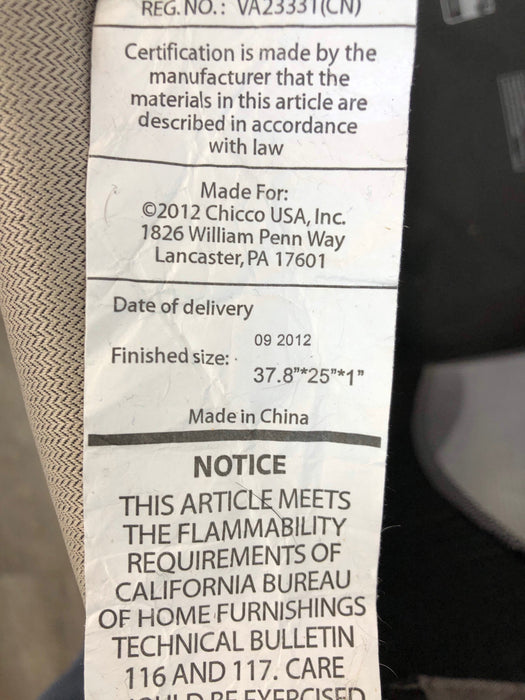 REG. NO.: VA23331(CN)
Certification is made by the
manufacturer that the
materials in this article are
described in accordance
with law
Made For:
©2012 Chicco USA, Inc.
1826 William Penn Way
Lancaster, PA 17601
Date of delivery
09 2012
Finished size:
37.8"*25"*1"
Made in China
NOTICE
THIS ARTICLE MEETS
THE FLAMMABILITY
REQUIREMENTS OF
CALIFORNIA BUREAU
OF HOME FURNISHINGS
TECHNICAL BULLETIN
116 AND 117. CARE
SHOULD BE EXERCISED